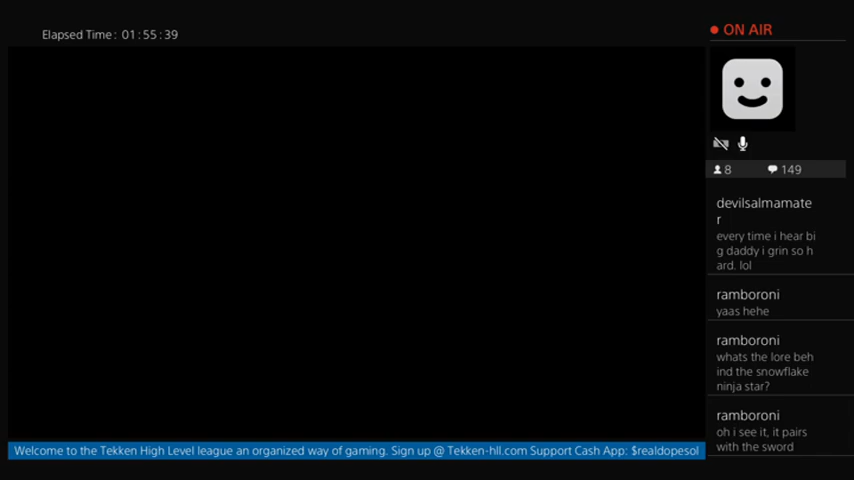 Elapsed Time: 01:55:39
ON AIR
8 149
devilsalmamate
r
every time i hear bi
g daddy i grin so h
ard. lol
ramboroni
yaas hehe
ramboroni
whats the lore beh
ind the snowflake
ninja star?
ramboroni
oh i see it, it pairs
with the sword
Welcome to the Tekken High Level league an organized way of gaming. Sign up @ Tekken-hll.com Support Cash App: $realdopesol